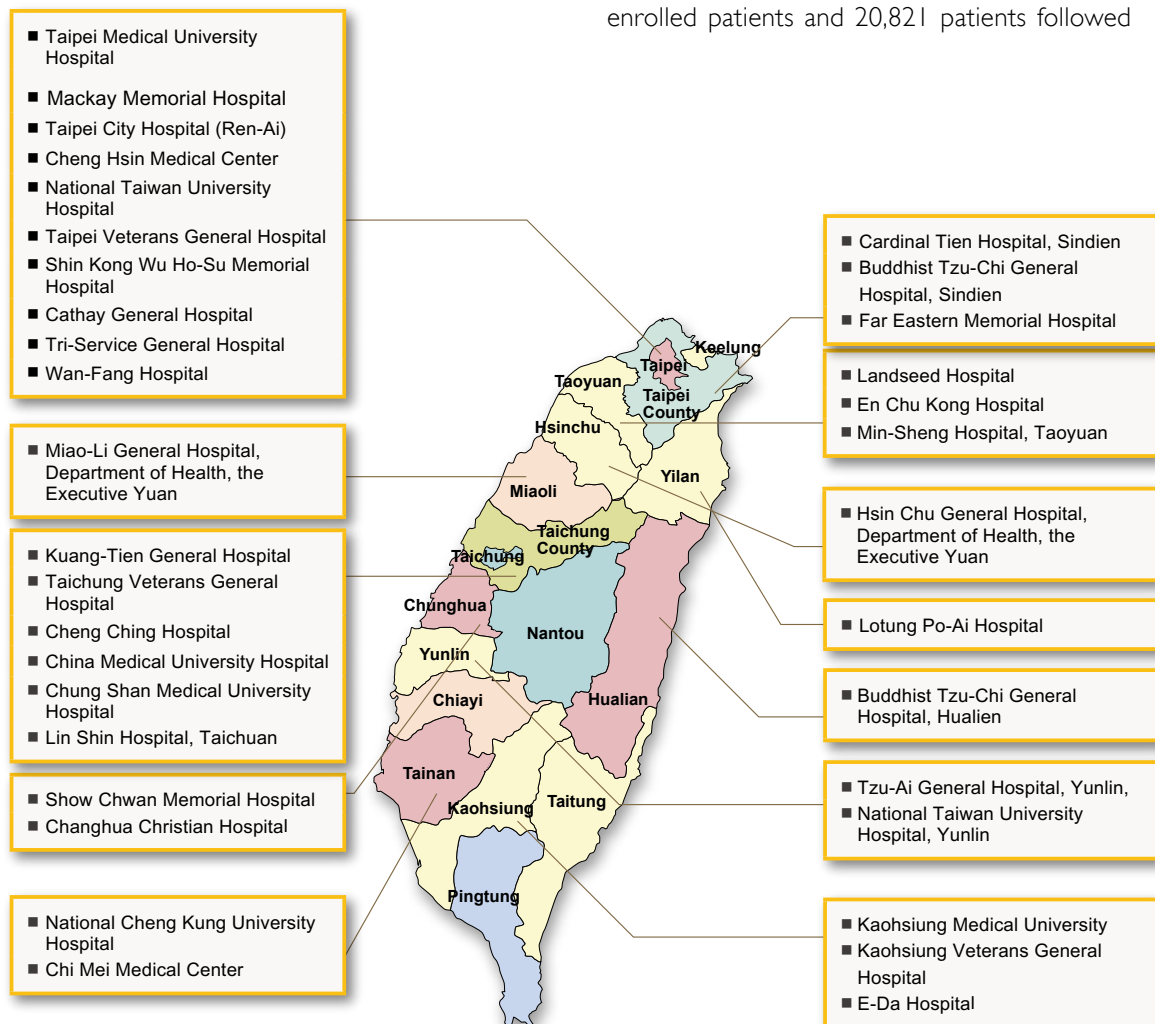 enrolled patients and 20,821 patients followed
■ Taipei Medical University
Hospital
■ Mackay Memorial Hospital
■ Taipei City Hospital (Ren-Ai)
■ Cheng Hsin Medical Center
■ National Taiwan University
Hospital
■ Taipei Veterans General Hospital
■ Shin Kong Wu Ho-Su Memorial
Hospital
■ Cathay General Hospital
■ Tri-Service General Hospital
■ Wan-Fang Hospital
■ Miao-Li General Hospital,
Department of Health, the
Executive Yuan
■ Kuang-Tien General Hospital
■ Taichung Veterans General
Hospital
■ Cheng Ching Hospital
■ China Medical University Hospital
■ Chung Shan Medical University
Hospital
■ Lin Shin Hospital, Taichuan
■ Show Chwan Memorial Hospital
■ Changhua Christian Hospital
■ National Cheng Kung University
Hospital
■ Chi Mei Medical Center
Keelung
Taipei
Taoyuan
Taipei
County
Hsinchu
Yilan
Miaoli
Taichung
County
Taichung
Chunghua
Nantou
Yunlin
Chiayi
Hualian
Tainan
Kaohsiung
Taitung
Pingtung
■ Cardinal Tien Hospital, Sindien
■ Buddhist Tzu-Chi General
Hospital, Sindien
■ Far Eastern Memorial Hospital
■ Landseed Hospital
■ En Chu Kong Hospital
■ Min-Sheng Hospital, Taoyuan
■ Hsin Chu General Hospital,
Department of Health, the
Executive Yuan
■ Lotung Po-Ai Hospital
■ Buddhist Tzu-Chi General
Hospital, Hualien
■ Tzu-Ai General Hospital, Yunlin,
■ National Taiwan University
Hospital, Yunlin
■ Kaohsiung Medical University
■ Kaohsiung Veterans General
Hospital
■ E-Da Hospital